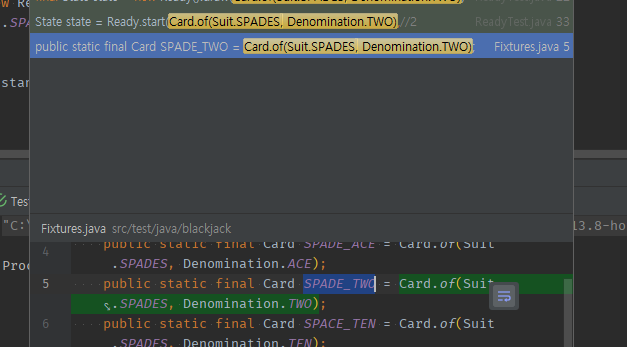 State state = Ready.start(Card.of(Suit.SPADES, Denomination.TWO)//2 ReadyTest.java 33
.SP
public static final Card SPADE_TWO = Card.of(Suit.SPADES, Denomination.TWO); Fixtures.java 5
star
Tes
Fixtures.java src/test/java/blackjack
"C:\ 13.8-ho
4 public static final Card SPADE_ACE = Card.of(Suit
.SPADES, Denomination.ACE);
Proc
5 public static final Card SPADE_TWO = Card.of(Suit
.SPADES, Denomination.TWO);
6 public static final Card SPACE_TEN = Card.of(Suit
.SPADES, Denomination.TEN);